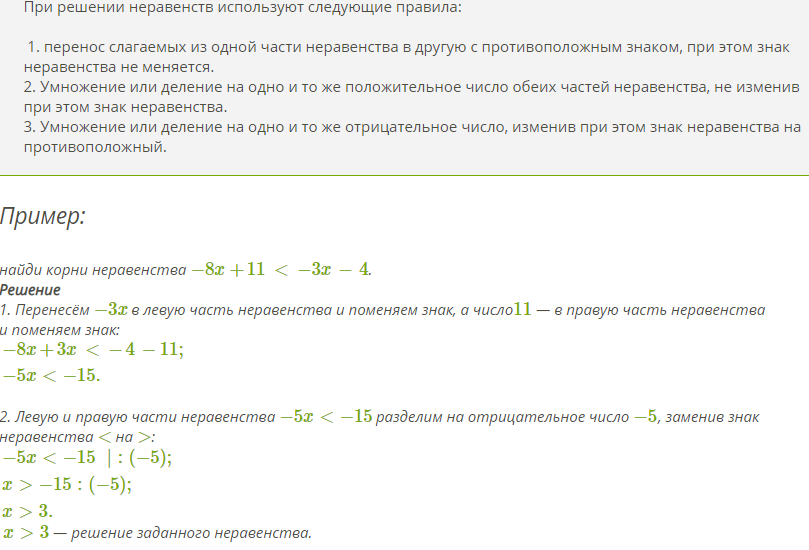 При решении неравенств используют следующие правила:
1. перенос слагаемых из одной части неравенства в другую с противоположным знаком, при этом знак
неравенства не меняется.
2. Умножение или деление на одно и то же положительное число обеих частей неравенства, не изменив
при этом знак неравенства.
3. Умножение или деление на одно и то же отрицательное число, изменив при этом знак неравенства на
противоположный.
Пример:
найди корни неравенства −8x + 11 < −3x − 4.
Решение
1. Перенесём −3x в левую часть неравенства и поменяем знак, а число11 — в правую часть неравенства
и поменяем знак:
−8x + 3x < − 4 − 11;
−5x < −15.
2. Левую и правую части неравенства −5x < −15 разделим на отрицательное число −5, заменив знак
неравенства < на >:
−5x < −15 | : (−5);
x > −15 : (−5);
x > 3.
x > 3 — решение заданного неравенства.